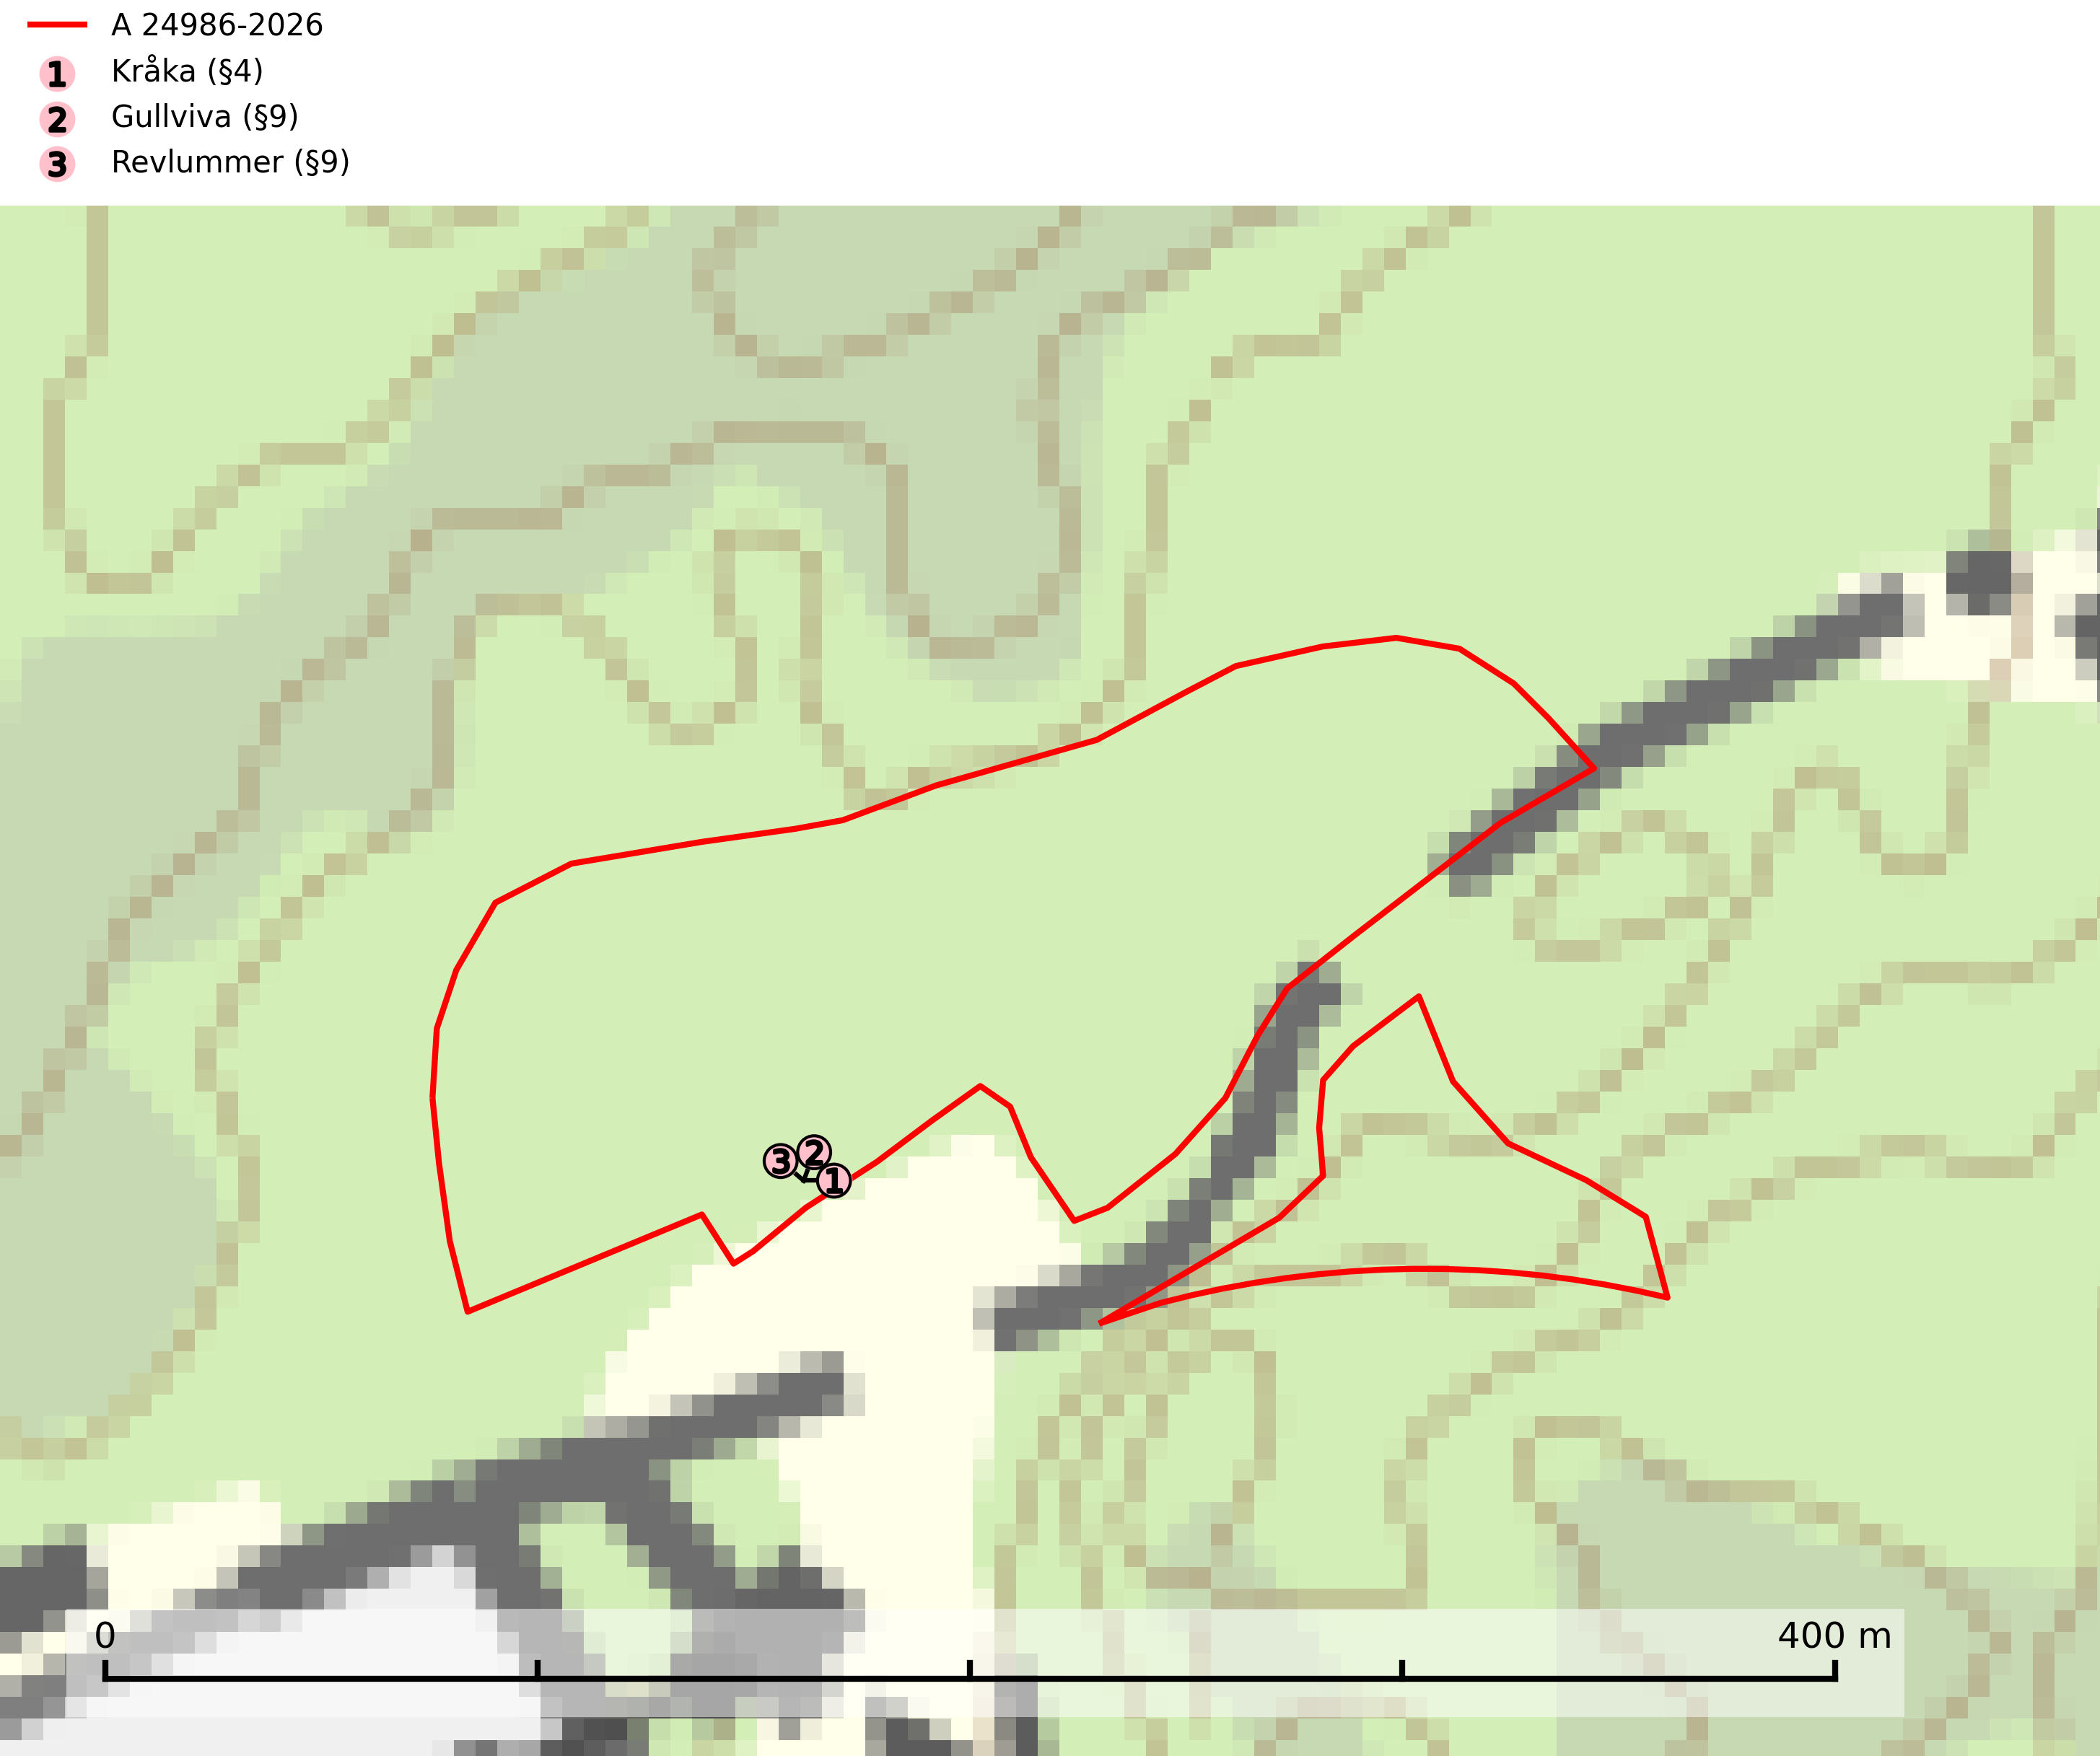 A 24986-2026
1 Kråka (§4)
2 Gullviva (§9)
3 Revlummer (§9)
3 2 1
0 400 m